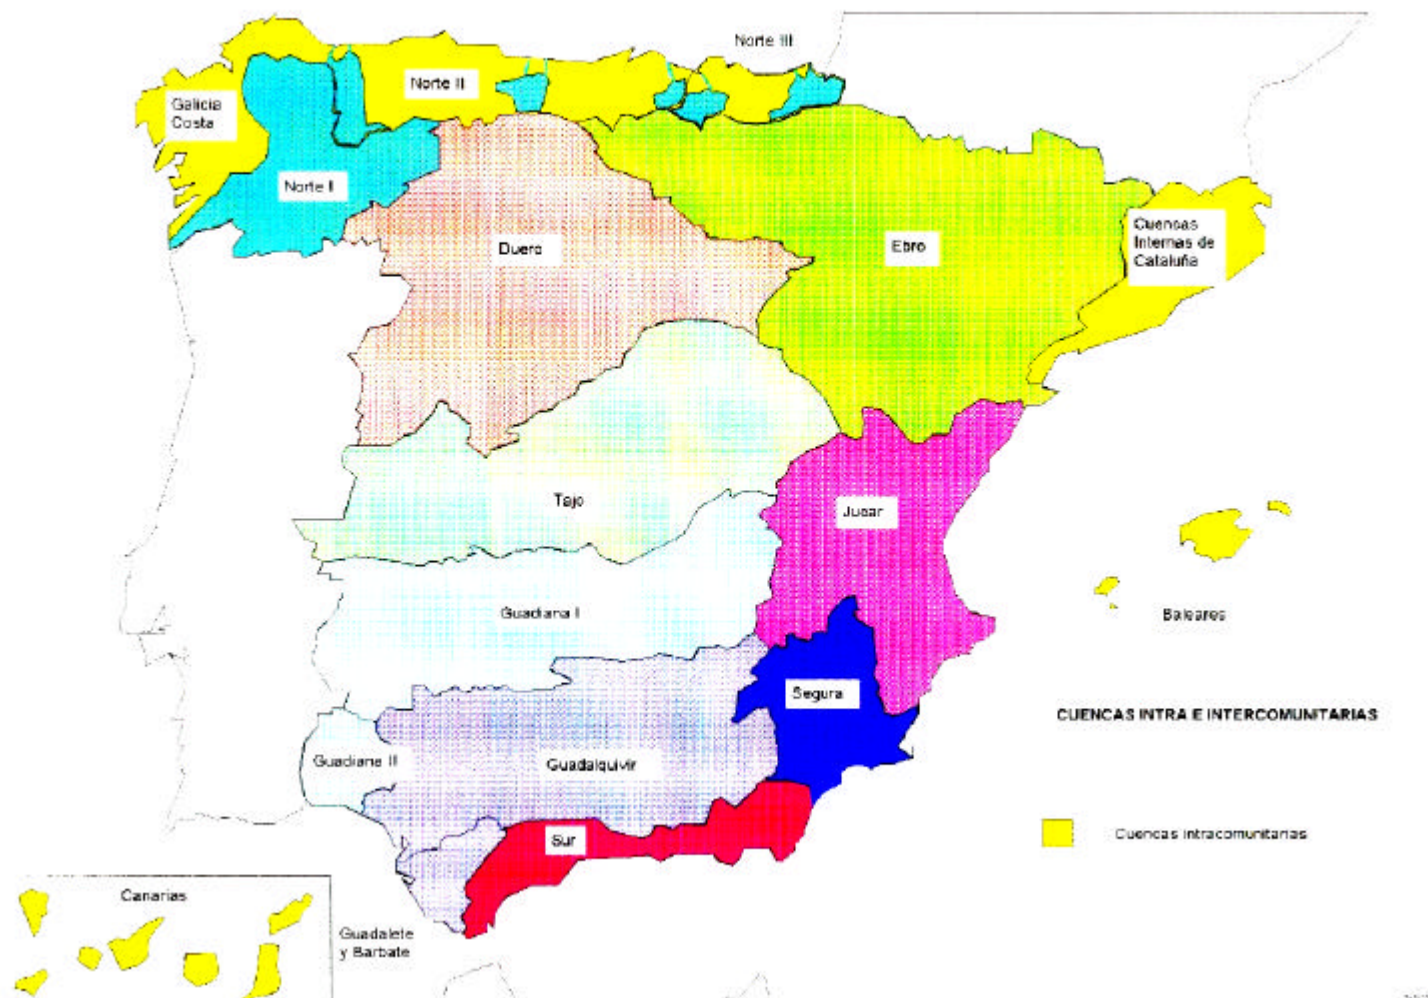 Norte III
Norte II
Galicia
Costa
Norte I
Duero
Ebro
Cuencas
Internas de
Cataluña
Tajo
Jucar
Guadiana I
Baleares
Segura
CUENCAS INTRA E INTERCOMUNITARIAS
Guadiana II
Guadalquivir
Sur
Cuencas intracomunitarias
Canarias
Guadalete
y Barbate